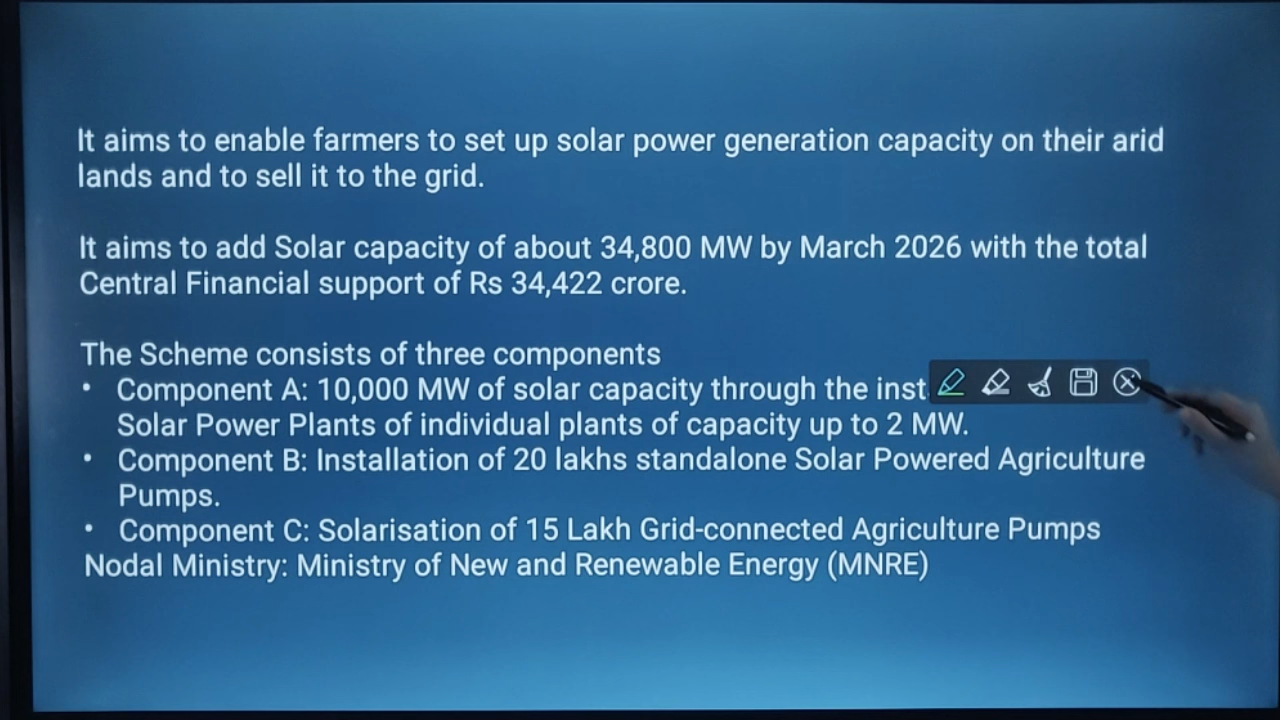 It aims to enable farmers to set up solar power generation capacity on their arid
lands and to sell it to the grid.
It aims to add Solar capacity of about 34,800 MW by March 2026 with the total
Central Financial support of Rs 34,422 crore.
The Scheme consists of three components
• Component A: 10,000 MW of solar capacity through the inst
Solar Power Plants of individual plants of capacity up to 2 MW.
• Component B: Installation of 20 lakhs standalone Solar Powered Agriculture
Pumps.
• Component C: Solarisation of 15 Lakh Grid-connected Agriculture Pumps
Nodal Ministry: Ministry of New and Renewable Energy (MNRE)